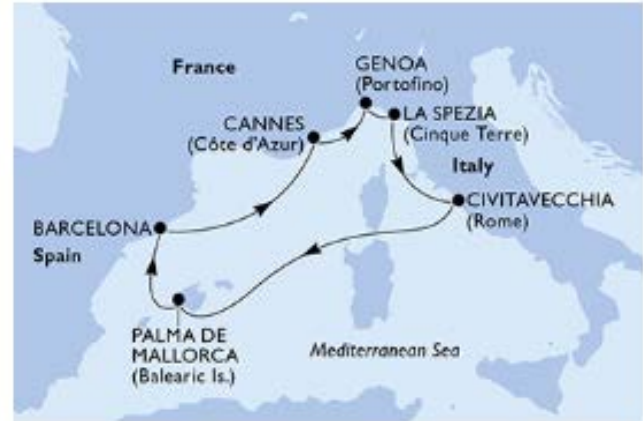 France
GENOA
(Portofino)
CANNES
(Côte d'Azur)
LA SPEZIA
(Cinque Terre)
Italy
CIVITAVECCHIA
(Rome)
BARCELONA
Spain
PALMA DE
MALLORCA
(Balearic Is.)
Mediterranean Sea